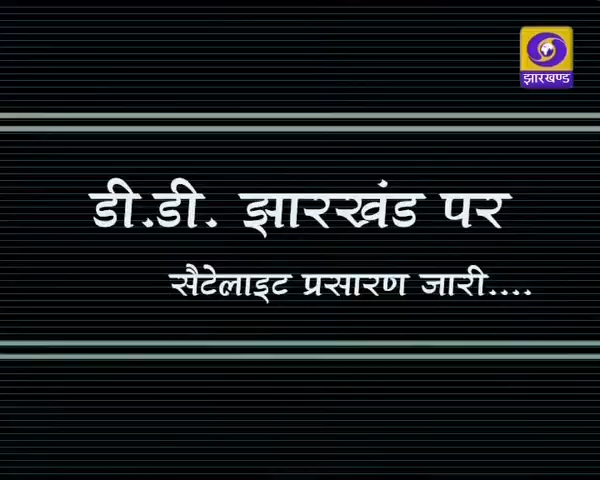 झारखण्ड
डी.डी. झारखंड पर
सैटेलाइट प्रसारण जारी....